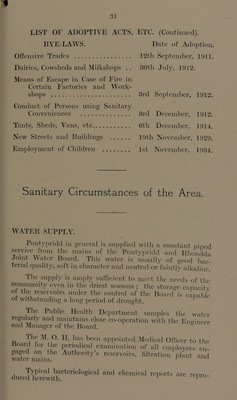 31
LIST OF ADOPTIVE ACTS, ETC. (Continued).
BYE-LAWS. Date of Adoption.
Offensive Trades ................ 12th September, 1911.
Dairies, Cowsheds and Milkshops .. 30th July, 1912.
Means of Escape in Case of Fire in
Certain Factories and Work-
shops ...................... 3rd September, 1912.
Conduct of Persons using Sanitary
Conveniences ............... 3rd December, 1912.
Tents, Sheds, Vans, etc........... 6th December, 1914.
New Streets and Buildings ...... 19th November, 1929.
Employment of Children ........ 1st November, 1934.
Sanitary Circumstances of the Area.
WATER SUPPLY.
Pontypridd in general is supplied with a constant piped
service from the mains of the Pontypridd and Rhondda
Joint Water Board. This water is usually of good bac-
terial quality, soft in character and neutral or faintly alkaline.
The supply is amply sufficient to meet the needs of the
community even in the driest seasons; the storage capacity
of the reservoirs under the control of the Board is capable
of withstanding a long period of drought.
The Public Health Department samples the water
regularly and maintains close co-operation with the Engineer
and Manager of the Board.
The M. O. H. has been appointed Medical Officer to the
Board for the periodical examination of all employees en-
gaged on the Authority's reservoirs, filtration plant and
water mains.
Typical bacteriological and chemical reports are repro-
duced herewith.